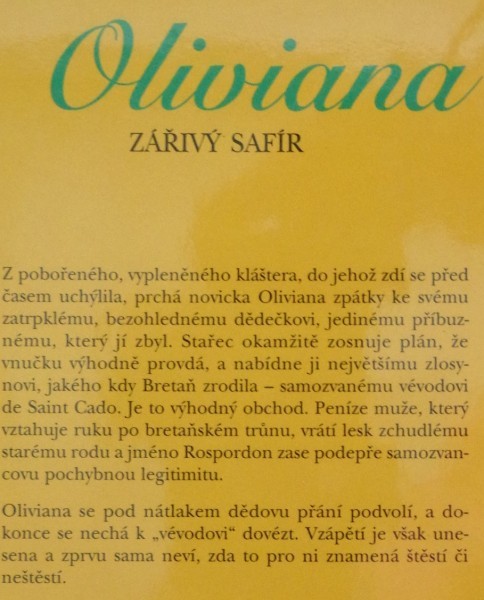 Oliviana
ZÁŘIVÝ SAFÍR
Z pobořeného, vypleněného kláštera, do jehož zdí se před
časem uchýlila, prchá novicka Oliviana zpátky ke svému
zatrpklému, bezohlednému dědečkovi, jedinému příbuz-
nému, který jí zbyl. Stařec okamžitě zosnuje plán, že
vnučku výhodně provdá, a nabídne ji největšímu zlosy-
novi, jakého kdy Bretaň zrodila – samozvanému vévodovi
de Saint Cado. Je to výhodný obchod. Peníze muže, který
vztahuje ruku po bretaňském trůnu, vrátí lesk zchudlému
starému rodu a jméno Rospordon zase podepře samozvan-
covu pochybnou legitimitu.
Oliviana se pod nátlakem dědovu přání podvolí, a do-
konce se nechá k „vévodovi“ dovézt. Vzápětí je však une-
sena a zprvu sama neví, zda to pro ni znamená štěstí či
neštěstí.